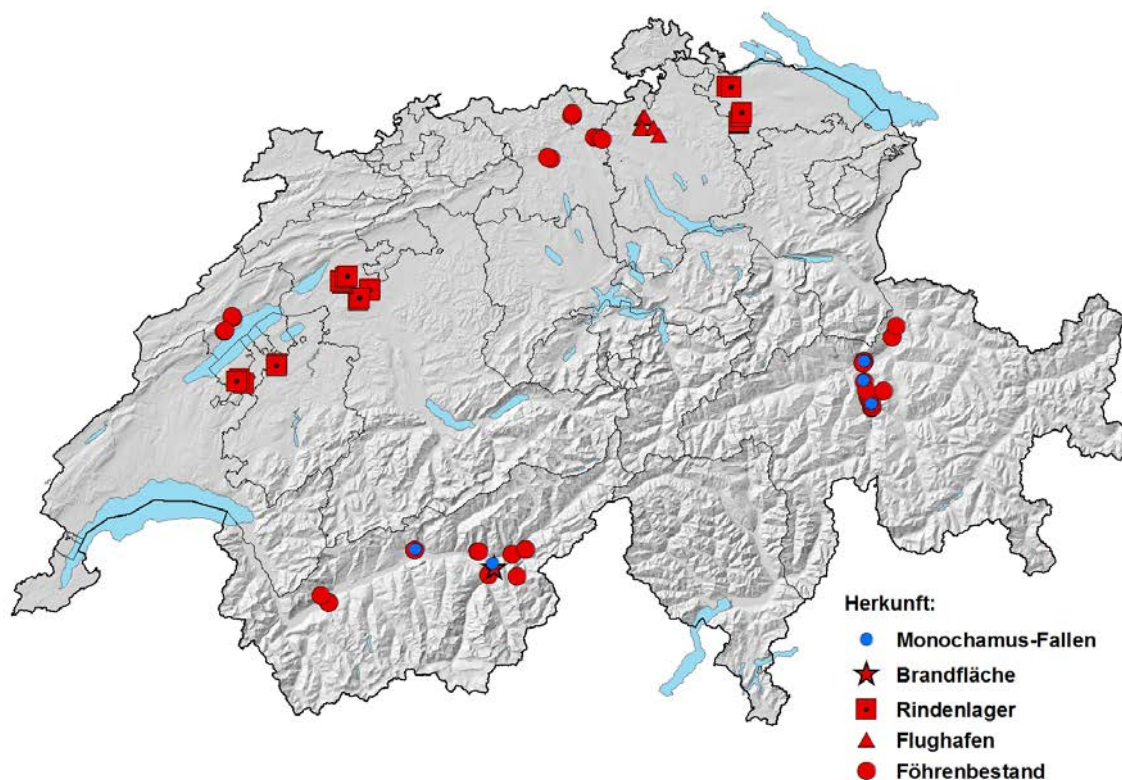 Herkunft:
Monochamus-Fallen
Brandfläche
Rindenlager
Flughafen
Föhrenbestand